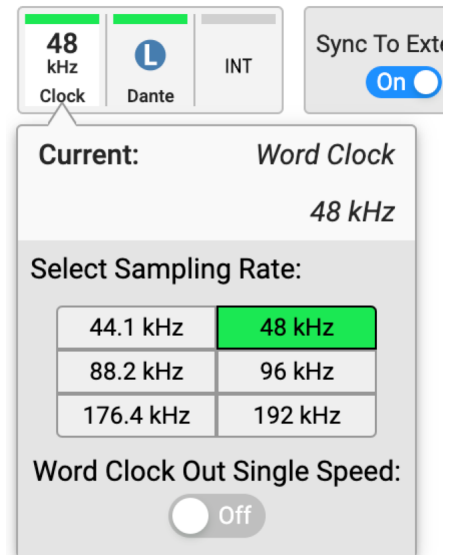 48
kHz
Clock
L
Dante
INT
Sync To Exte
On
Current: Word Clock
48 kHz
Select Sampling Rate:
44.1 kHz 48 kHz
88.2 kHz 96 kHz
176.4 kHz 192 kHz
Word Clock Out Single Speed:
Off